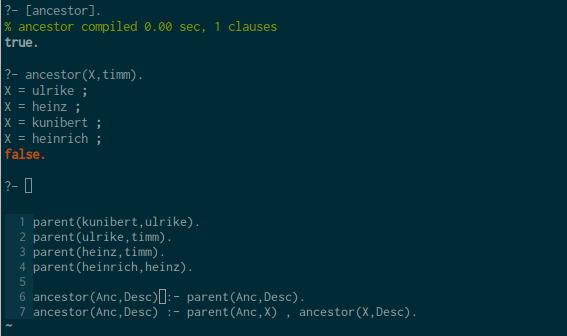 ?- [ancestor].
% ancestor compiled 0.00 sec, 1 clauses
true.
?- ancestor(X,timm).
X = ulrike ;
X = heinz ;
X = kunibert ;
X = heinrich ;
false.
?-
1 parent(kunibert,ulrike).
2 parent(ulrike,timm).
3 parent(heinz,timm).
4 parent(heinrich,heinz).
5
6 ancestor(Anc,Desc) :- parent(Anc,Desc).
7 ancestor(Anc,Desc) :- parent(Anc,X) , ancestor(X,Desc).
~